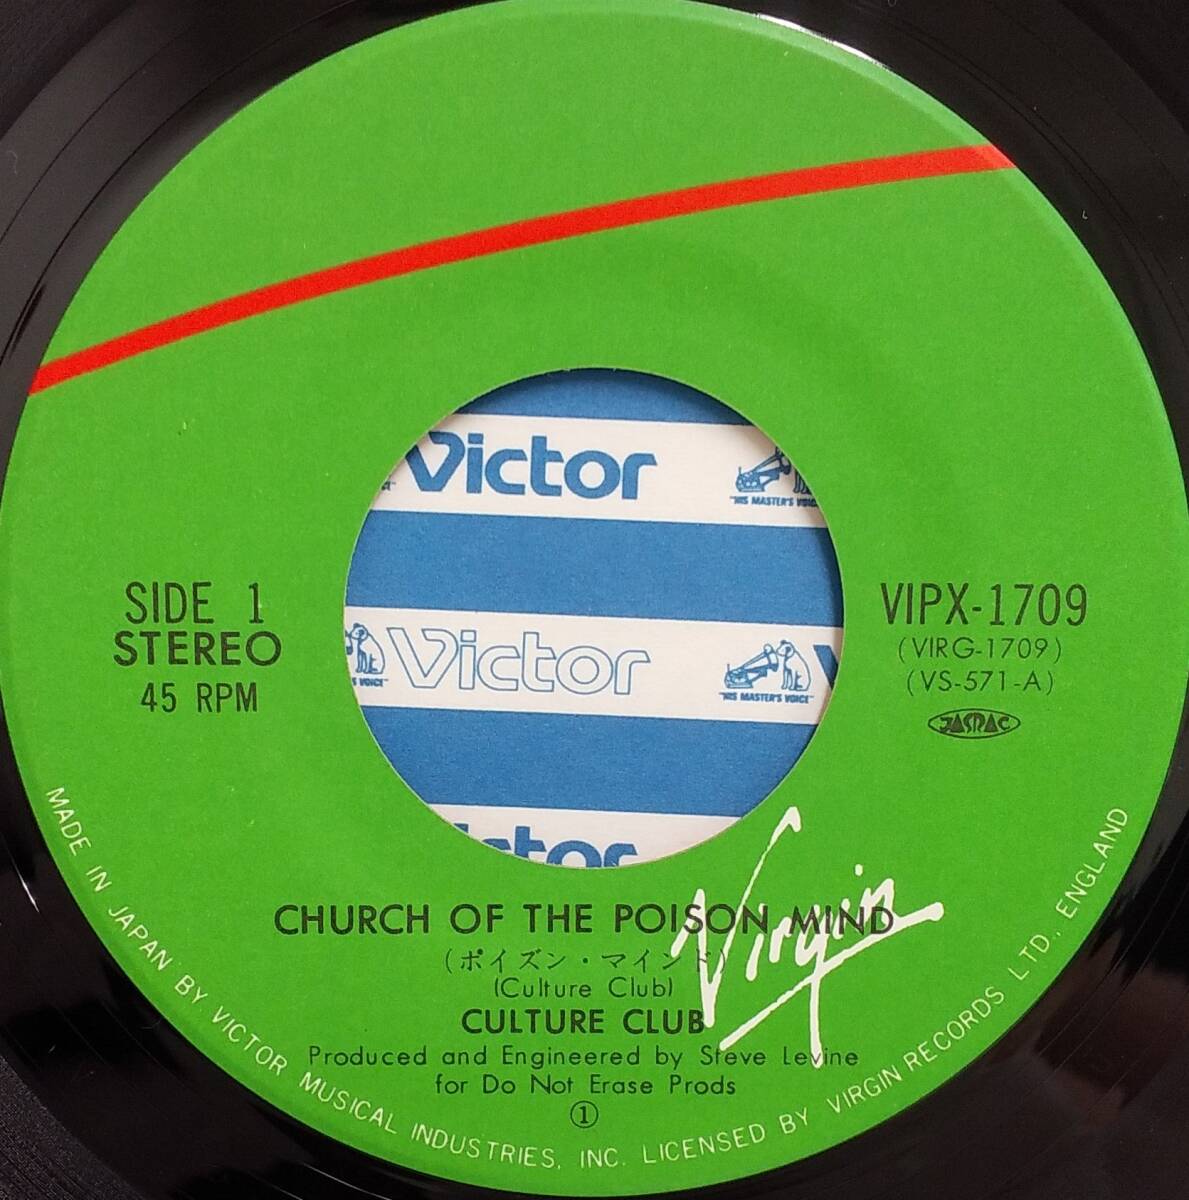 Victor
"HIS MASTER'S VOICE"
SIDE 1
STEREO
45 RPM
VIPX-1709
(VIRG-1709)
(VS-571-A)
JASRAC
Victor
"HIS MASTER'S VOICE"
Victor
Virgin
CHURCH OF THE POISON MIND
(ポイズン・マインド)
(Culture Club)
CULTURE CLUB
Produced and Engineered by Steve Levine
for Do Not Erase Prods
①
MADE IN JAPAN BY VICTOR MUSICAL INDUSTRIES, INC. LICENSED BY VIRGIN RECORDS LTD., ENGLAND